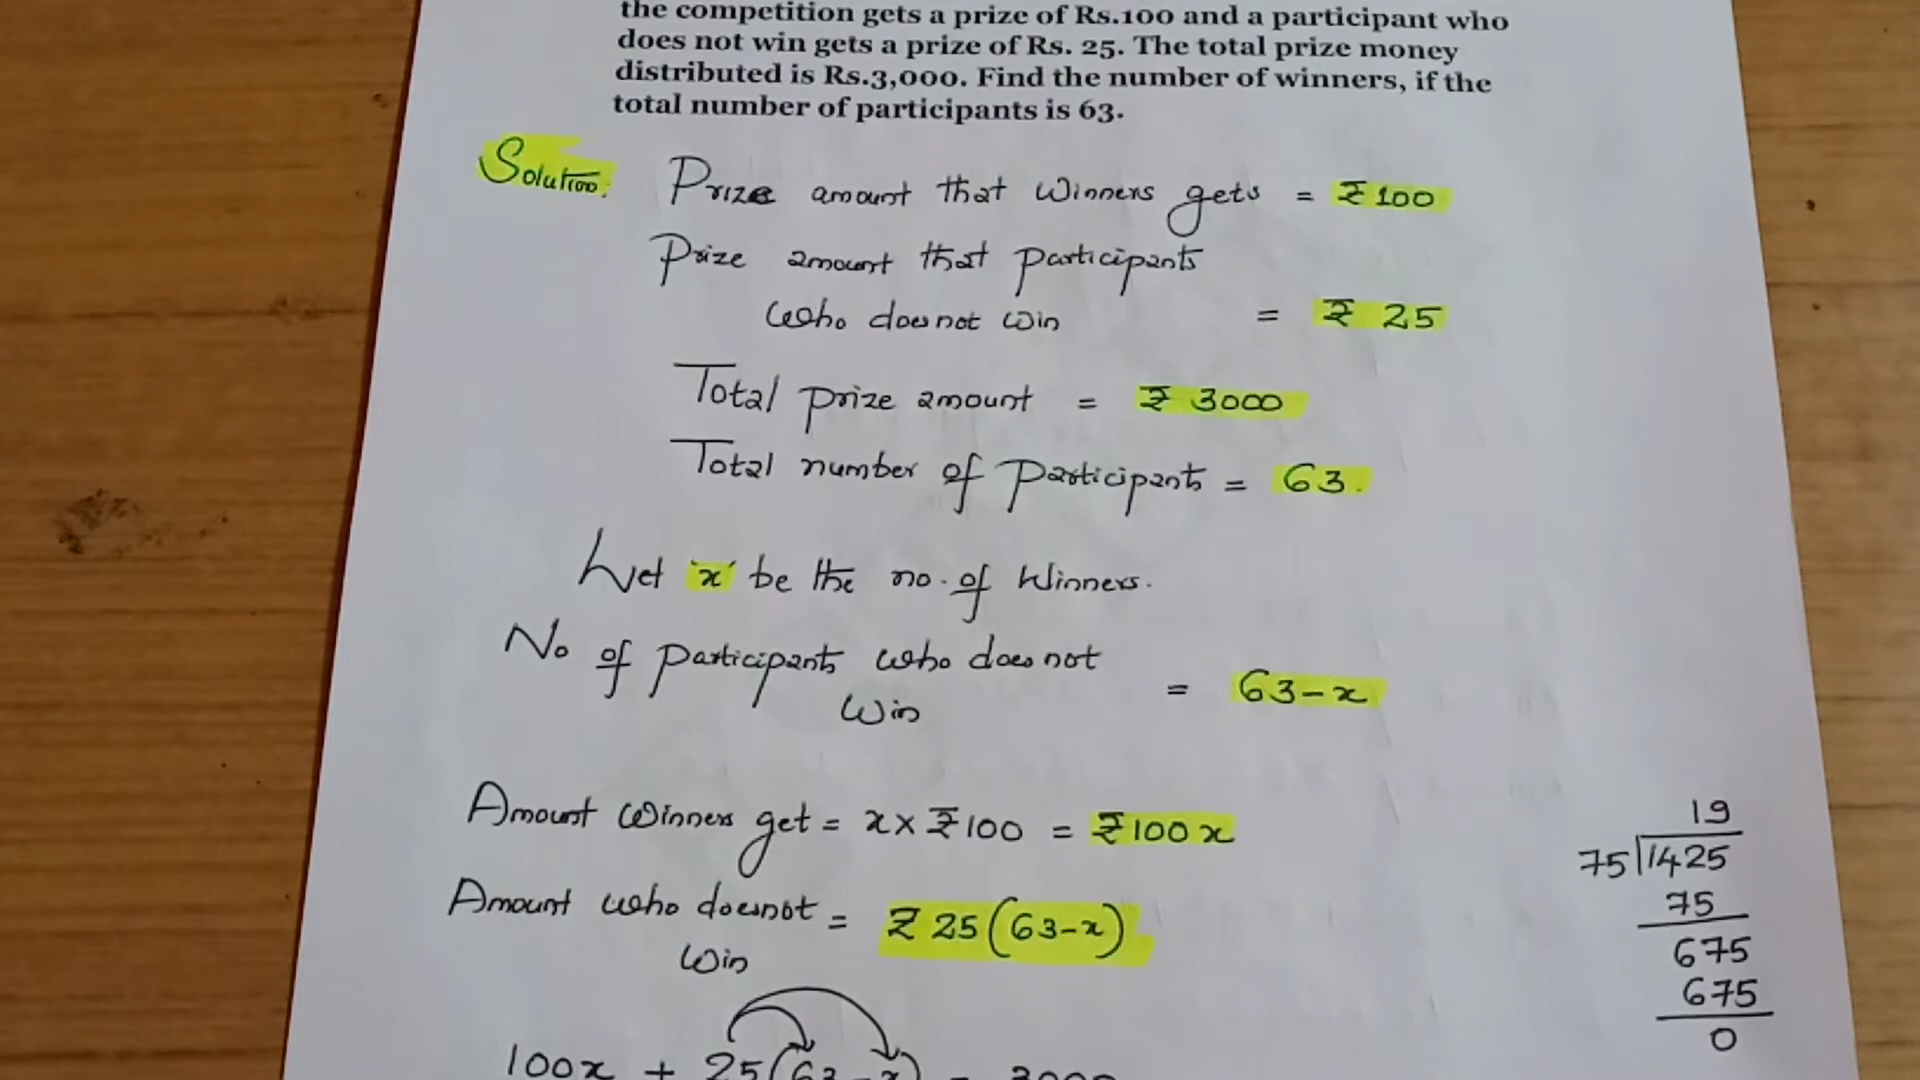 the competition gets a prize of Rs.100 and a participant who
does not win gets a prize of Rs. 25. The total prize money
distributed is Rs.3,000. Find the number of winners, if the
total number of participants is 63.
Solution: Prize amount that winners gets = ₹100
Prize amount that participants
who does not win = ₹ 25
Total prize amount = ₹ 3000
Total number of participants = 63.
Let 'x' be the no. of Winners.
No of participants who does not
win = 63-x
Amount winners get = x × ₹100 = ₹100x
Amount who doesnot = ₹ 25(63-x)
win
19
75 1425
75
675
675
0
100x + 25(63 - x) = 3000